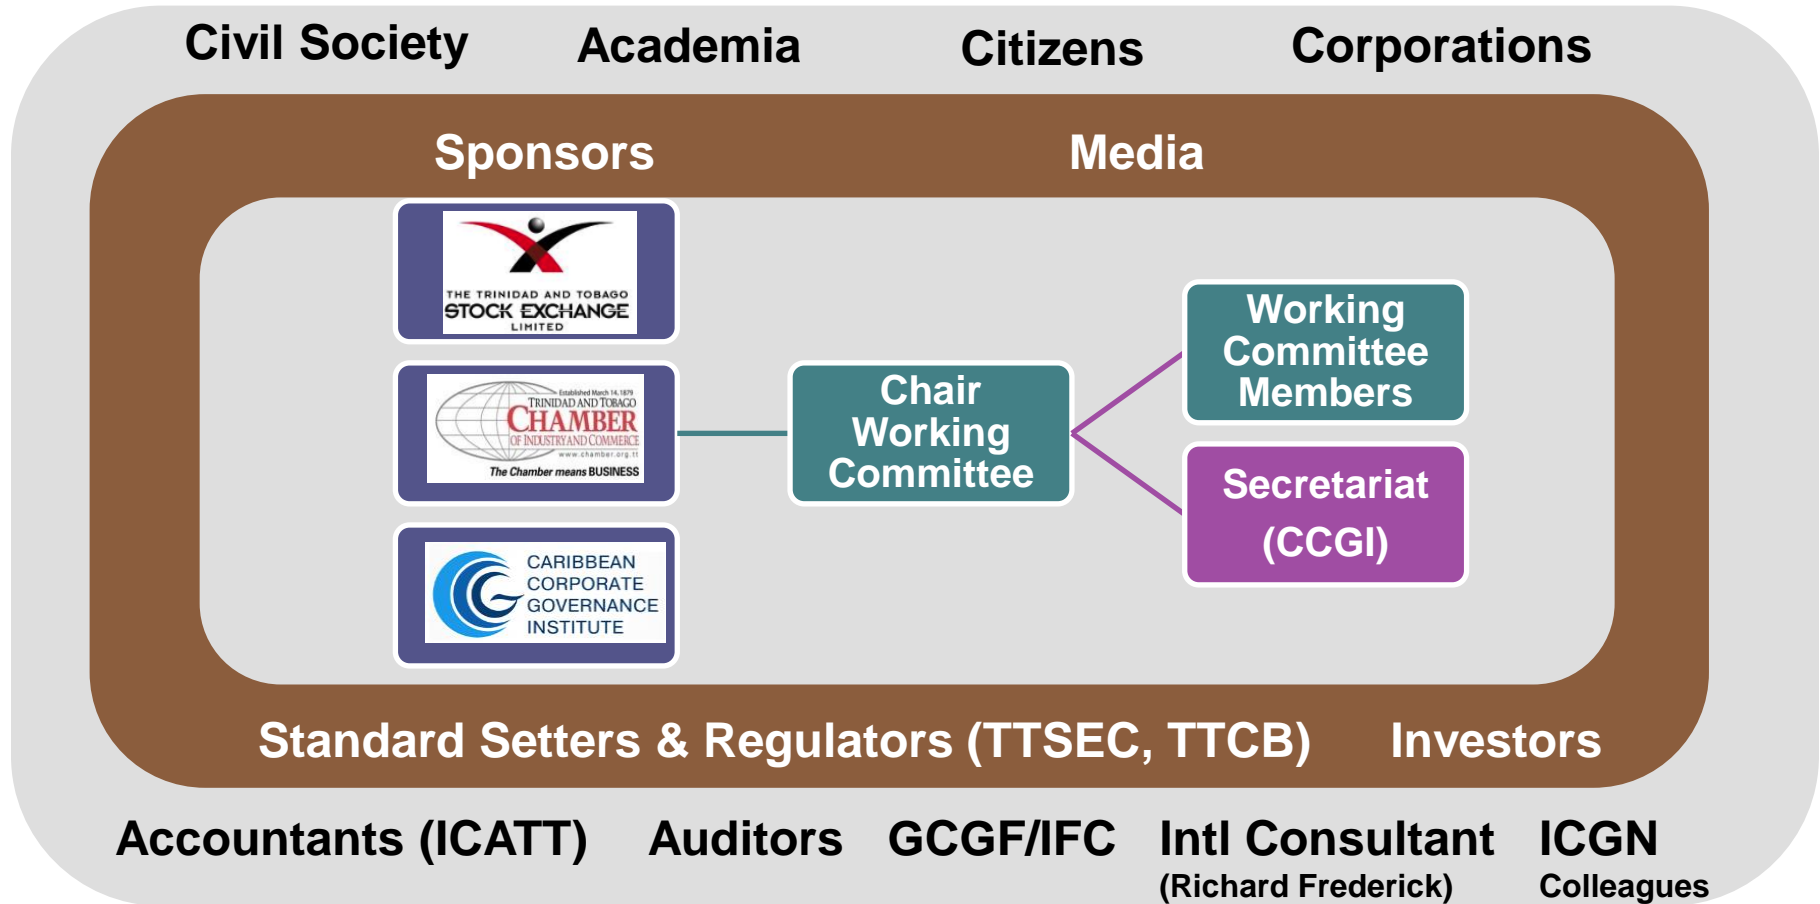 Civil Society Academia Citizens Corporations
Sponsors Media
THE TRINIDAD AND TOBAGO
STOCK EXCHANGE
LIMITED
Established March 14, 1879
TRINIDAD AND TOBAGO
CHAMBER
OF INDUSTRY AND COMMERCE
www.chamber.org.tt
The Chamber means BUSINESS
CARIBBEAN
CORPORATE
GOVERNANCE
INSTITUTE
Chair
Working
Committee
Working
Committee
Members
Secretariat
(CCGI)
Standard Setters & Regulators (TTSEC, TTCB) Investors
Accountants (ICATT) Auditors GCGF/IFC Intl Consultant ICGN
(Richard Frederick) Colleagues